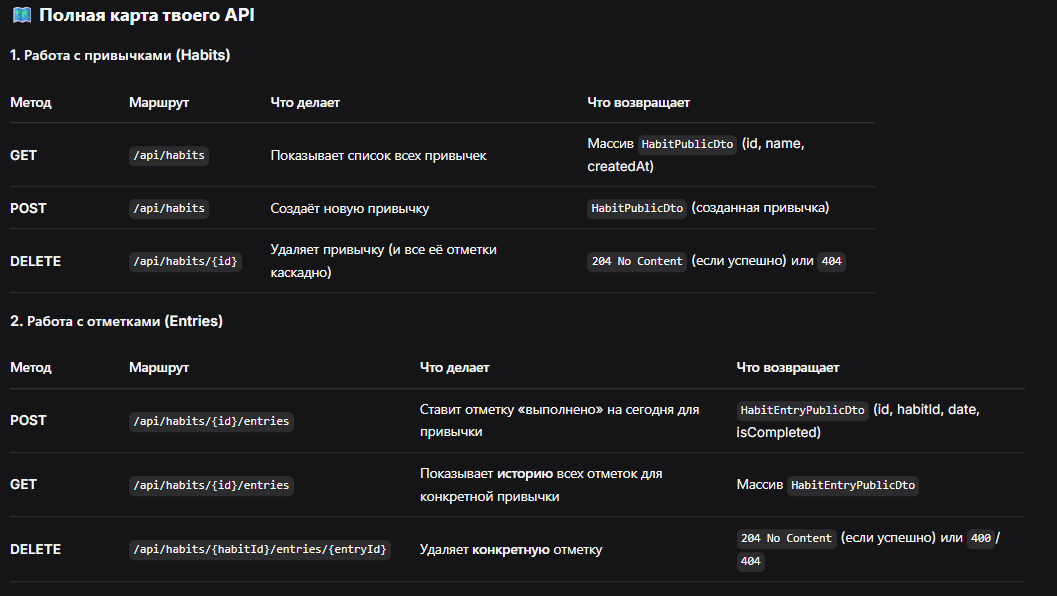 🗺️ Полная карта твоего API
1. Работа с привычками (Habits)
Метод Маршрут Что делает Что возвращает
GET /api/habits Показывает список всех привычек Массив HabitPublicDto (id, name,
createdAt)
POST /api/habits Создаёт новую привычку HabitPublicDto (созданная привычка)
DELETE /api/habits/{id} Удаляет привычку (и все её отметки
каскадно) 204 No Content (если успешно) или 404
2. Работа с отметками (Entries)
Метод Маршрут Что делает Что возвращает
POST /api/habits/{id}/entries Ставит отметку «выполнено» на сегодня для
привычки HabitEntryPublicDto (id, habitId, date,
isCompleted)
GET /api/habits/{id}/entries Показывает историю всех отметок для
конкретной привычки Массив HabitEntryPublicDto
DELETE /api/habits/{habitId}/entries/{entryId} Удаляет конкретную отметку 204 No Content (если успешно) или 400 /
404